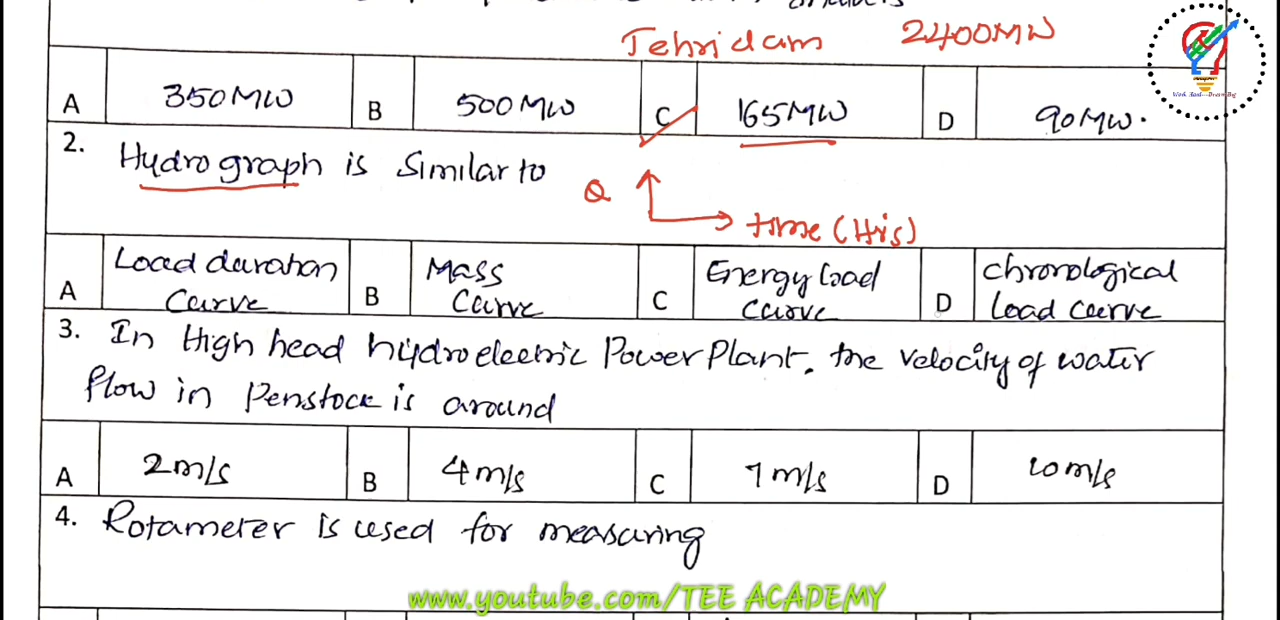 Tehridam 2400MW
A 350MW B 500MW C 165MW D 90MW.
2. Hydrograph is similar to
Q
time (Hrs)
A Load duration Curve B Mass Curve C Energy load Curve D chronological Load curve
3. In High head hydroelectric Power Plant, the velocity of water
flow in Penstock is around
A 2m/s B 4m/s C 7m/s D 10m/s
4. Rotameter is used for measuring
www.youtube.com/TEE ACADEMY